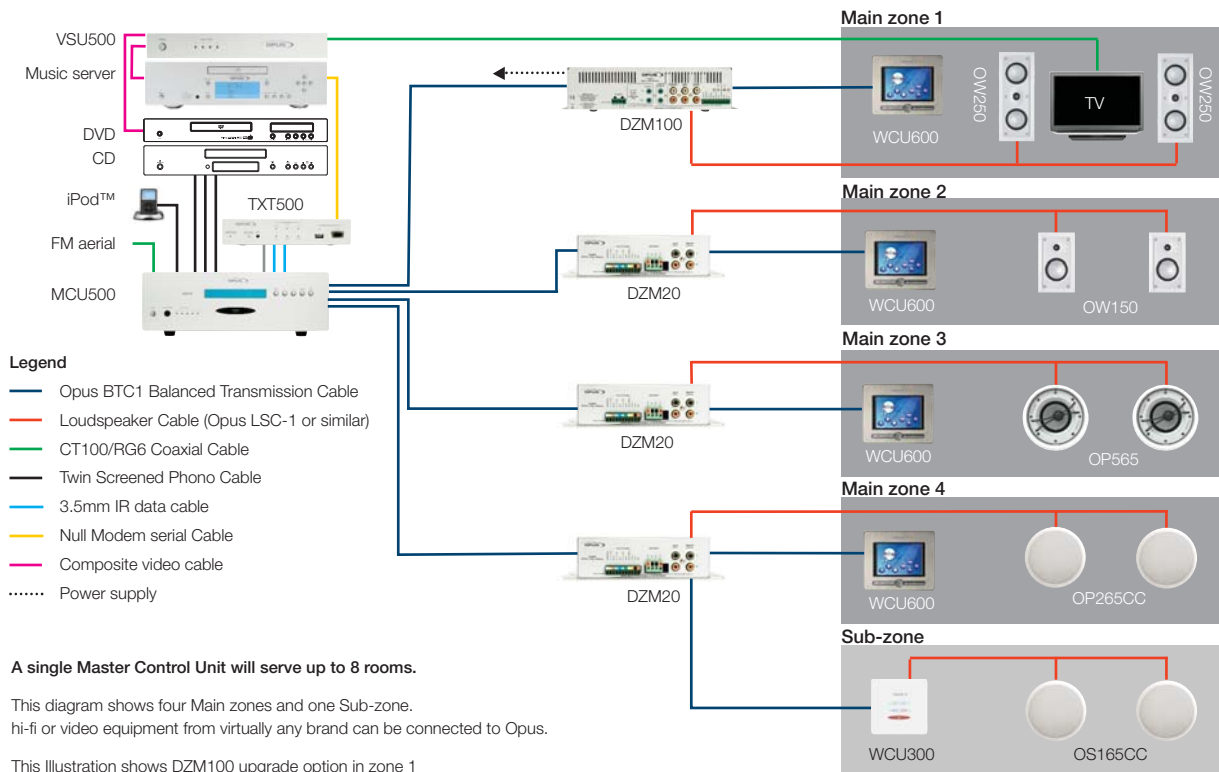 VSU500
Music server
DVD
CD
iPod™
FM aerial
MCU500
TXT500
DZM100
DZM20
DZM20
DZM20
Main zone 1
WCU600
OW250
TV
OW250
Main zone 2
WCU600
OW150
Main zone 3
WCU600
OP565
Main zone 4
WCU600
OP265CC
Sub-zone
WCU300
OS165CC
Legend
Opus BTC1 Balanced Transmission Cable
Loudspeaker Cable (Opus LSC-1 or similar)
CT100/RG6 Coaxial Cable
Twin Screened Phono Cable
3.5mm IR data cable
Null Modem serial Cable
Composite video cable
Power supply
A single Master Control Unit will serve up to 8 rooms.
This diagram shows four Main zones and one Sub-zone.
hi-fi or video equipment from virtually any brand can be connected to Opus.
This Illustration shows DZM100 upgrade option in zone 1